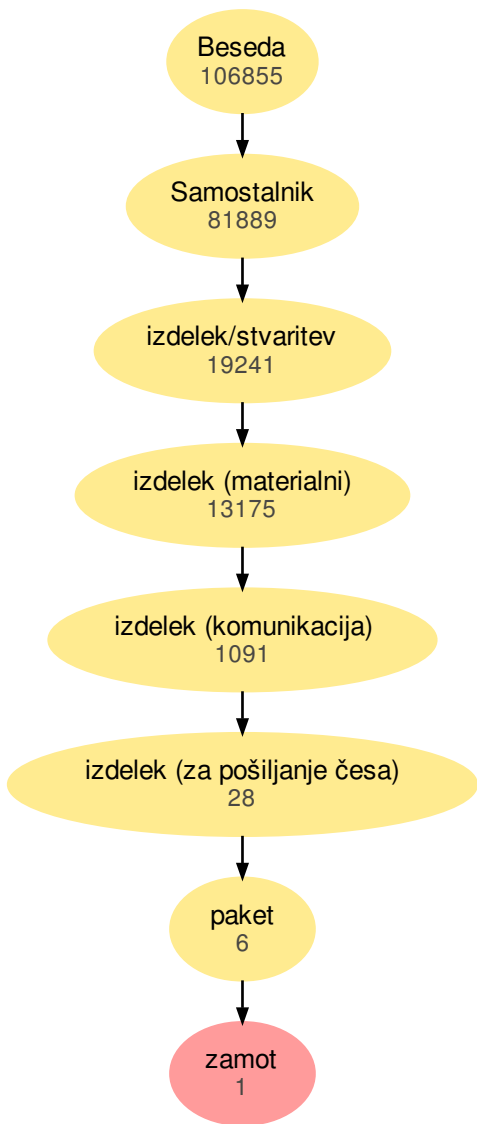 Beseda
106855
Samostalnik
81889
izdelek/stvaritev
19241
izdelek (materialni)
13175
izdelek (komunikacija)
1091
izdelek (za pošiljanje česa)
28
paket
6
zamot
1